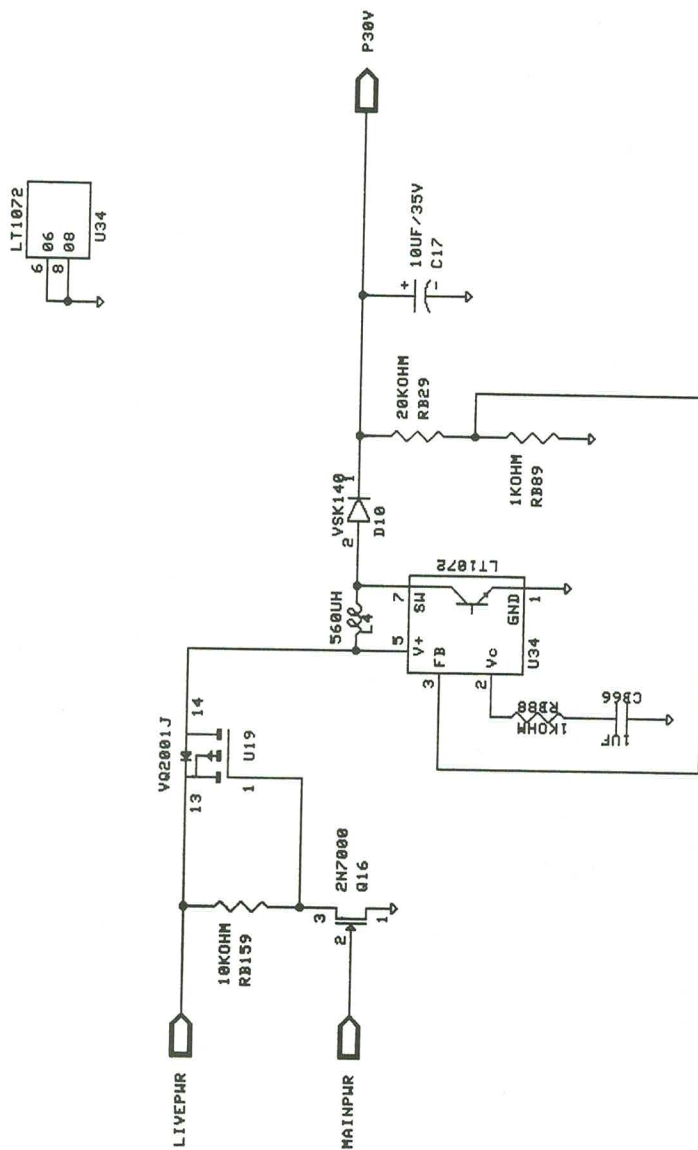 LIVEPWR
MAINPWR
10KOHM
RB159
2N7000
Q16
3
2
1
VQ2001J
13
14
1
U19
560UH
L4
VSK140
2
1
D10
5
7
V+
SW
3
FB
2
Vc
GND
1
LT1072
U34
1KOHM
RB88
1UF
CB66
20KOHM
RB29
1KOHM
RB89
10UF/35V
C17
+
-
P30V
LT1072
6
06
8
08
U34